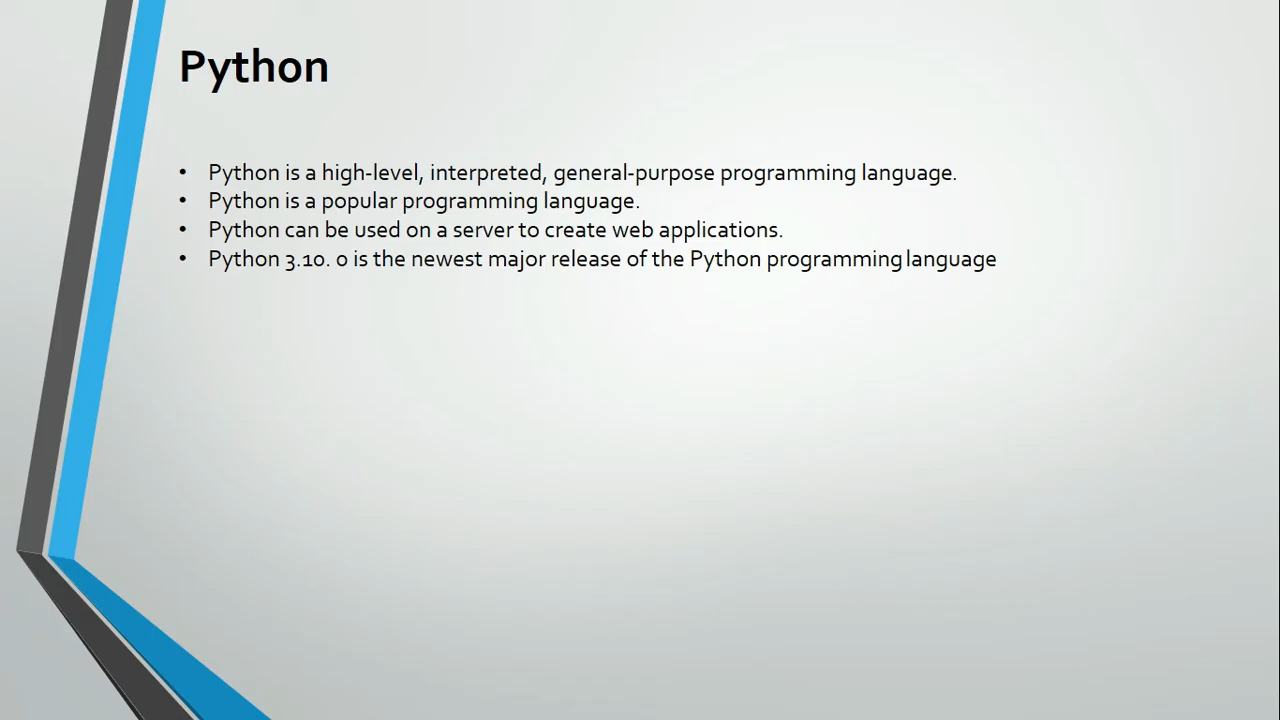 Python
• Python is a high-level, interpreted, general-purpose programming language.
• Python is a popular programming language.
• Python can be used on a server to create web applications.
• Python 3.10. 0 is the newest major release of the Python programming language